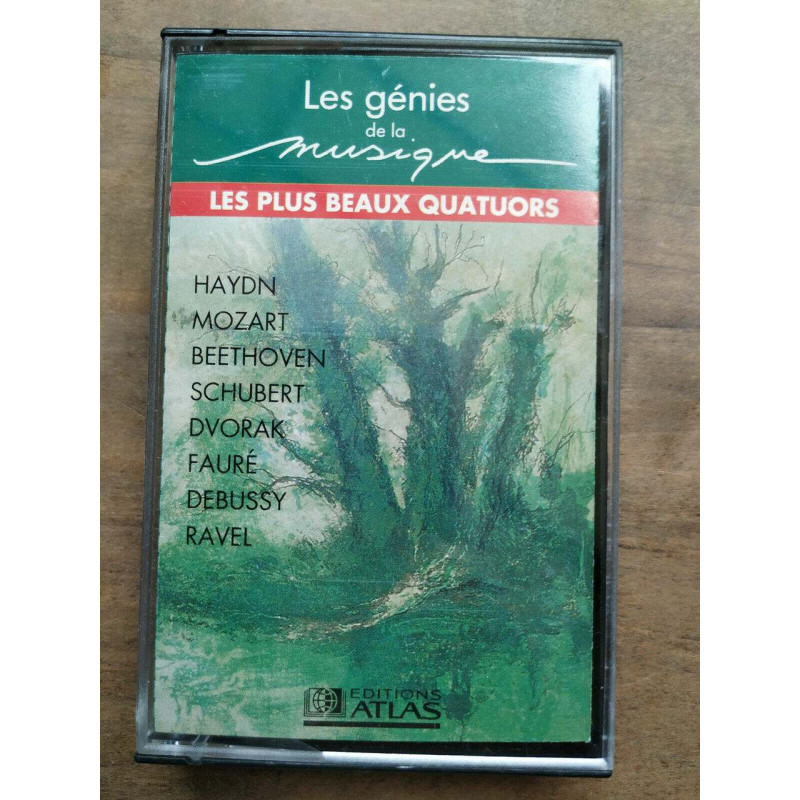 Les génies
de la
musique
LES PLUS BEAUX QUATUORS
HAYDN
MOZART
BEETHOVEN
SCHUBERT
DVORAK
FAURÉ
DEBUSSY
RAVEL
EDITIONS
ATLAS